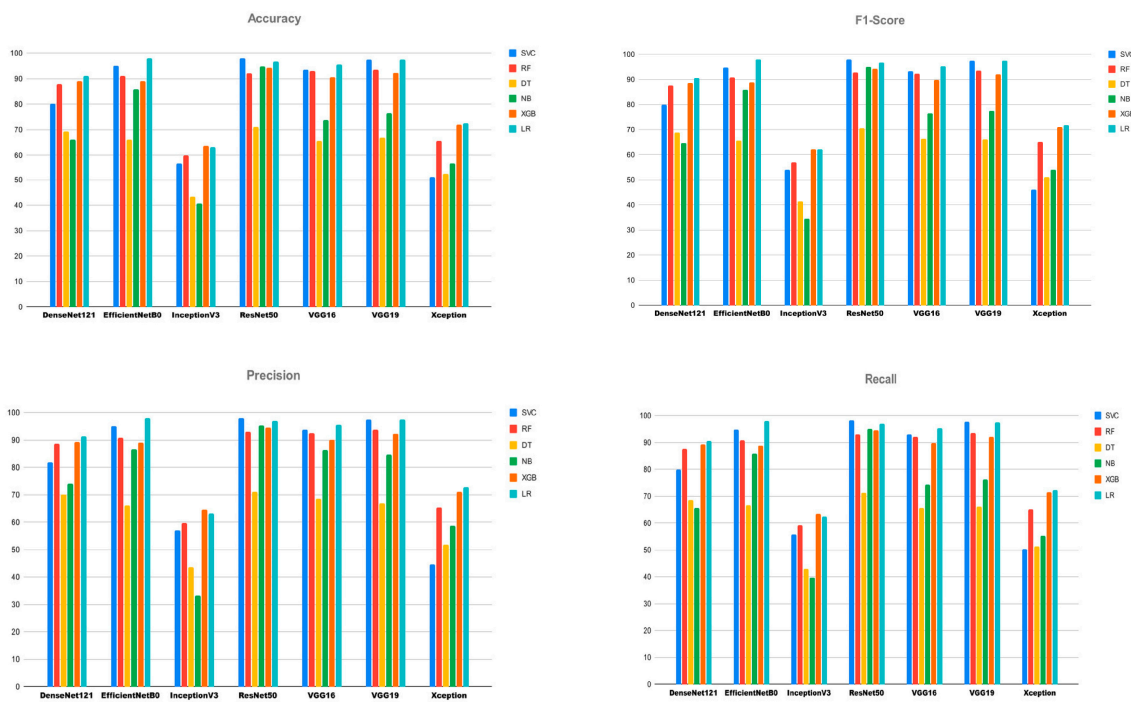 Accuracy
100
90
80
70
60
50
40
30
20
10
0
DenseNet121 EfficientNetB0 InceptionV3 ResNet50 VGG16 VGG19 Xception
SVC
RF
DT
NB
XGB
LR
F1-Score
100
90
80
70
60
50
40
30
20
10
0
DenseNet121 EfficientNetB0 InceptionV3 ResNet50 VGG16 VGG19 Xception
SVC
RF
DT
NB
XGB
LR
Precision
100
90
80
70
60
50
40
30
20
10
0
DenseNet121 EfficientNetB0 InceptionV3 ResNet50 VGG16 VGG19 Xception
SVC
RF
DT
NB
XGB
LR
Recall
100
90
80
70
60
50
40
30
20
10
0
DenseNet121 EfficientNetB0 InceptionV3 ResNet50 VGG16 VGG19 Xception
SVC
RF
DT
NB
XGB
LR